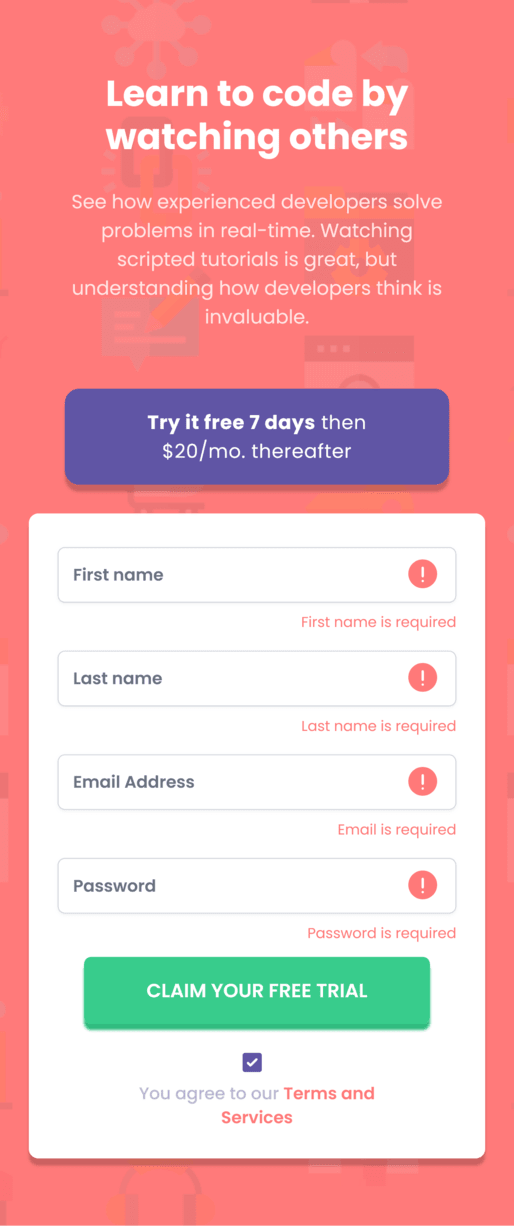 Learn to code by
watching others
See how experienced developers solve
problems in real-time. Watching
scripted tutorials is great, but
understanding how developers think is
invaluable.
Try it free 7 days then
$20/mo. thereafter
First name
First name is required
Last name
Last name is required
Email Address
Email is required
Password
Password is required
CLAIM YOUR FREE TRIAL
You agree to our Terms and
Services